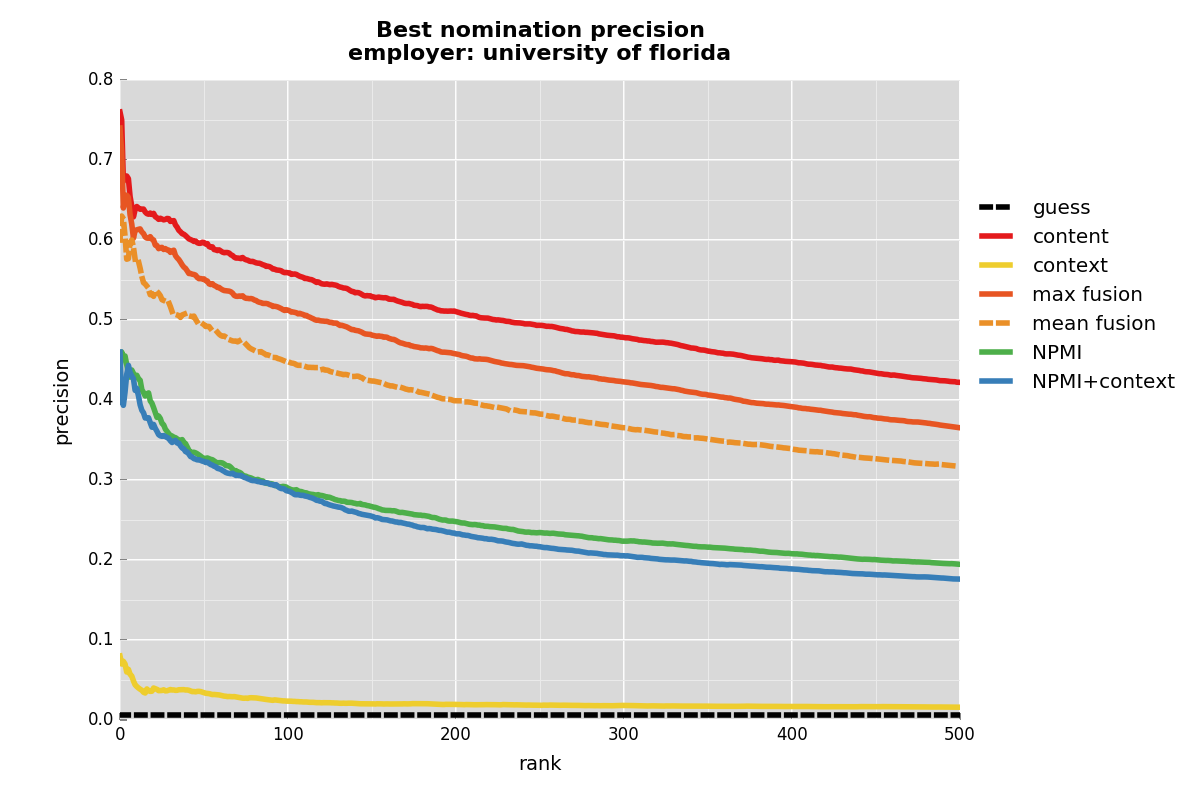 Best nomination precision
employer: university of florida
precision
0.8
0.7
0.6
0.5
0.4
0.3
0.2
0.1
0.0
0
100
200
300
400
500
rank
guess
content
context
max fusion
mean fusion
NPMI
NPMI+context